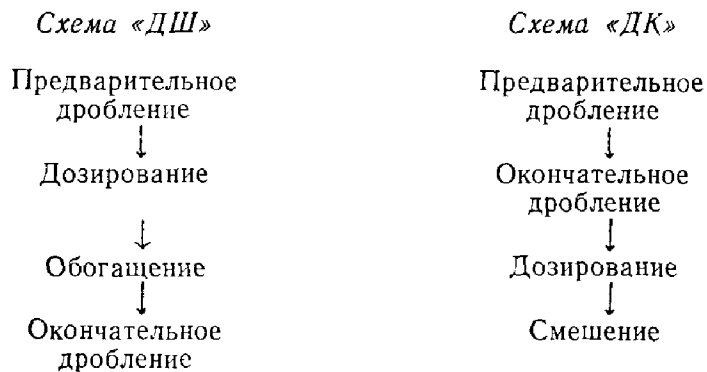 Схема «ДШ»
Предварительное
дробление
Дозирование
Обогащение
Окончательное
дробление
Схема «ДК»
Предварительное
дробление
Окончательное
дробление
Дозирование
Смешение